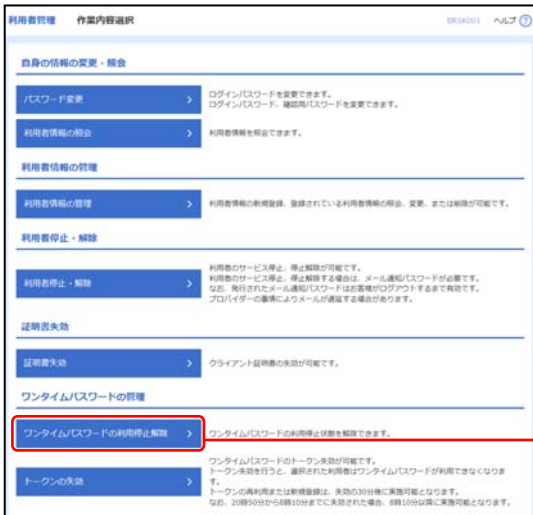 利用者管理 作業内容選択 BRSK001 ヘルプ ?
自身の情報の変更・照会
パスワード変更 > ログインパスワードを変更できます。
ログインパスワード、確認用パスワードを変更できます。
利用者情報の照会 > 利用者情報を照会できます。
利用者情報の管理
利用者情報の管理 > 利用者情報の新規登録、登録されている利用者情報の照会、変更、または削除が可能です。
利用者停止・解除
利用者停止・解除 > 利用者のサービス停止、停止解除が可能です。
利用者のサービス停止、停止解除する場合は、メール通知パスワードが必要です。
なお、発行されたメール通知パスワードはお客様がログアウトするまで有効です。
プロバイダーの事情によりメールが遅延する場合があります。
証明書失効
証明書失効 > クライアント証明書の失効が可能です。
ワンタイムパスワードの管理
ワンタイムパスワードの利用停止解除 > ワンタイムパスワードの利用停止状態を解除できます。
トークンの失効 > ワンタイムパスワードのトークン失効が可能です。
トークン失効を行うと、選択された利用者はワンタイムパスワードが利用できなくなりま
す。
トークンの再利用または新規登録は、失効の30分後に実施可能となります。
なお、20時50分から8時10分までに失効された場合、8時10分以降に実施可能となります。